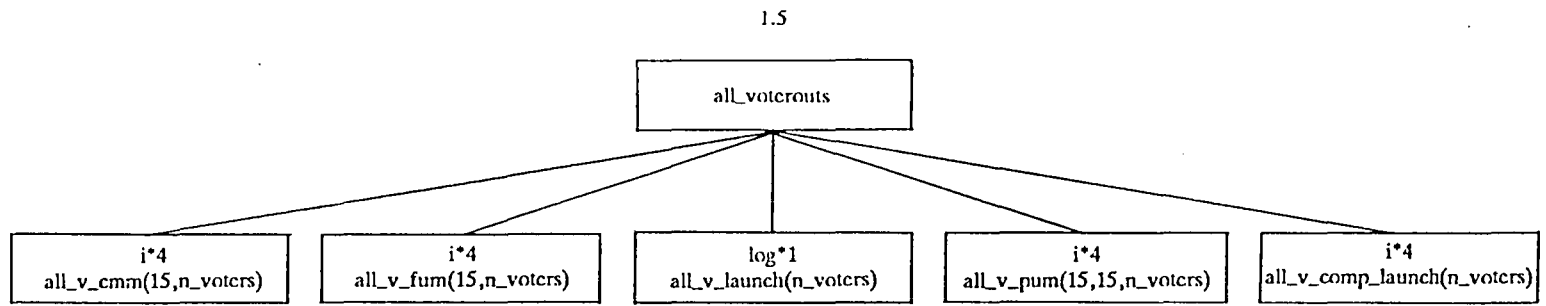 1.5
all_voterouts
i*4
all_v_cmm(15,n_voters)
i*4
all_v_fum(15,n_voters)
log*1
all_v_launch(n_voters)
i*4
all_v_pum(15,15,n_voters)
i*4
all_v_comp_launch(n_voters)